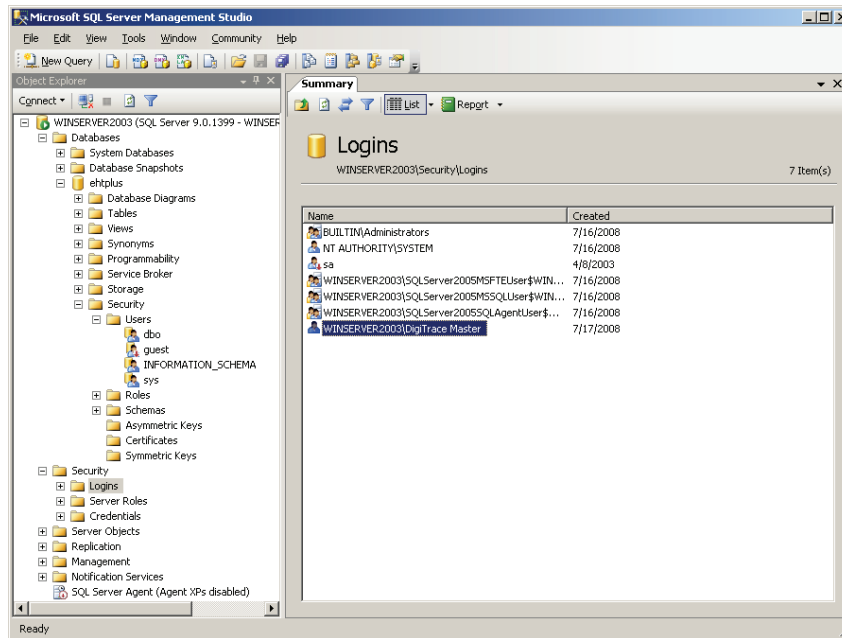 Microsoft SQL Server Management Studio
File Edit View Tools Window Community Help
New Query
Object Explorer
Connect
WINSERVER2003 (SQL Server 9.0.1399 - WINSER
Databases
System Databases
Database Snapshots
ehtplus
Database Diagrams
Tables
Views
Synonyms
Programmability
Service Broker
Storage
Security
Users
dbo
guest
INFORMATION_SCHEMA
sys
Roles
Schemas
Asymmetric Keys
Certificates
Symmetric Keys
Security
Logins
Server Roles
Credentials
Server Objects
Replication
Management
Notification Services
SQL Server Agent (Agent XPs disabled)
Summary
List Report
Logins
WINSERVER2003\Security\Logins 7 Item(s)
Name Created
BUILTIN\Administrators 7/16/2008
NT AUTHORITY\SYSTEM 7/16/2008
sa 4/8/2003
WINSERVER2003\SQLServer2005MSFTEUser$WIN... 7/16/2008
WINSERVER2003\SQLServer2005MSSQLUser$WIN... 7/16/2008
WINSERVER2003\SQLServer2005SQLAgentUser$... 7/16/2008
WINSERVER2003\DigiTrace Master 7/17/2008
Ready